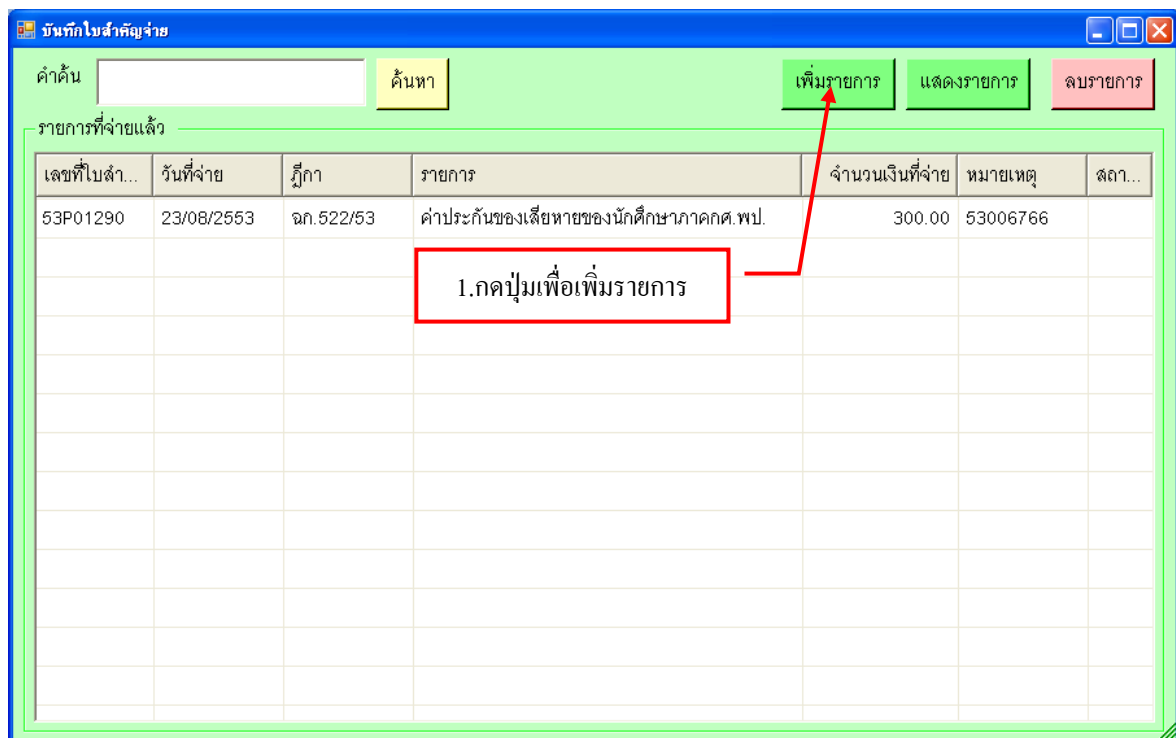 บันทึกใบสำคัญจ่าย
คำค้น ค้นหา เพิ่มรายการ แสดงรายการ ลบรายการ
รายการที่จ่ายแล้ว
เลขที่ใบสำ... วันที่จ่าย ฎีกา รายการ จำนวนเงินที่จ่าย หมายเหตุ สถา...
53P01290 23/08/2553 ฉก.522/53 ค่าประกันของเสียหายของนักศึกษาภาคกศ.พป. 300.00 53006766
1.กดปุ่มเพื่อเพิ่มรายการ